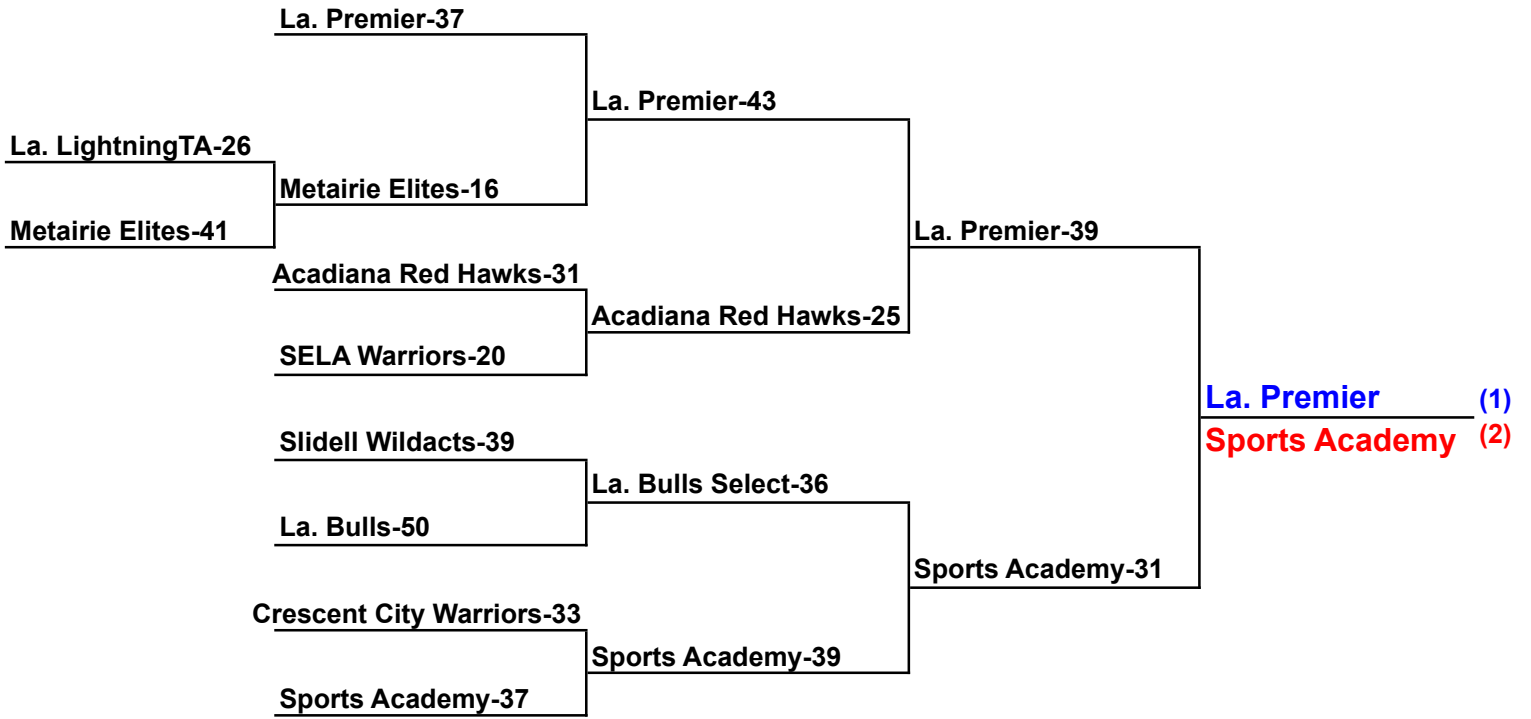 La. Premier-37
La. Premier-43
La. LightningTA-26
Metairie Elites-16
Metairie Elites-41
La. Premier-39
Acadiana Red Hawks-31
Acadiana Red Hawks-25
SELA Warriors-20
La. Premier (1)
Sports Academy (2)
Slidell Wildacts-39
La. Bulls Select-36
La. Bulls-50
Sports Academy-31
Crescent City Warriors-33
Sports Academy-39
Sports Academy-37